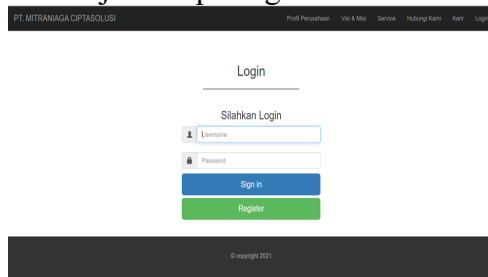 PT. MITRANIAGA CIPTASOLUSI Profil Perusahaan Visi & Misi Service Hubungi Kami Karir Login
Login
Silahkan Login
Username
Password
Sign in
Register
© copyright 2021